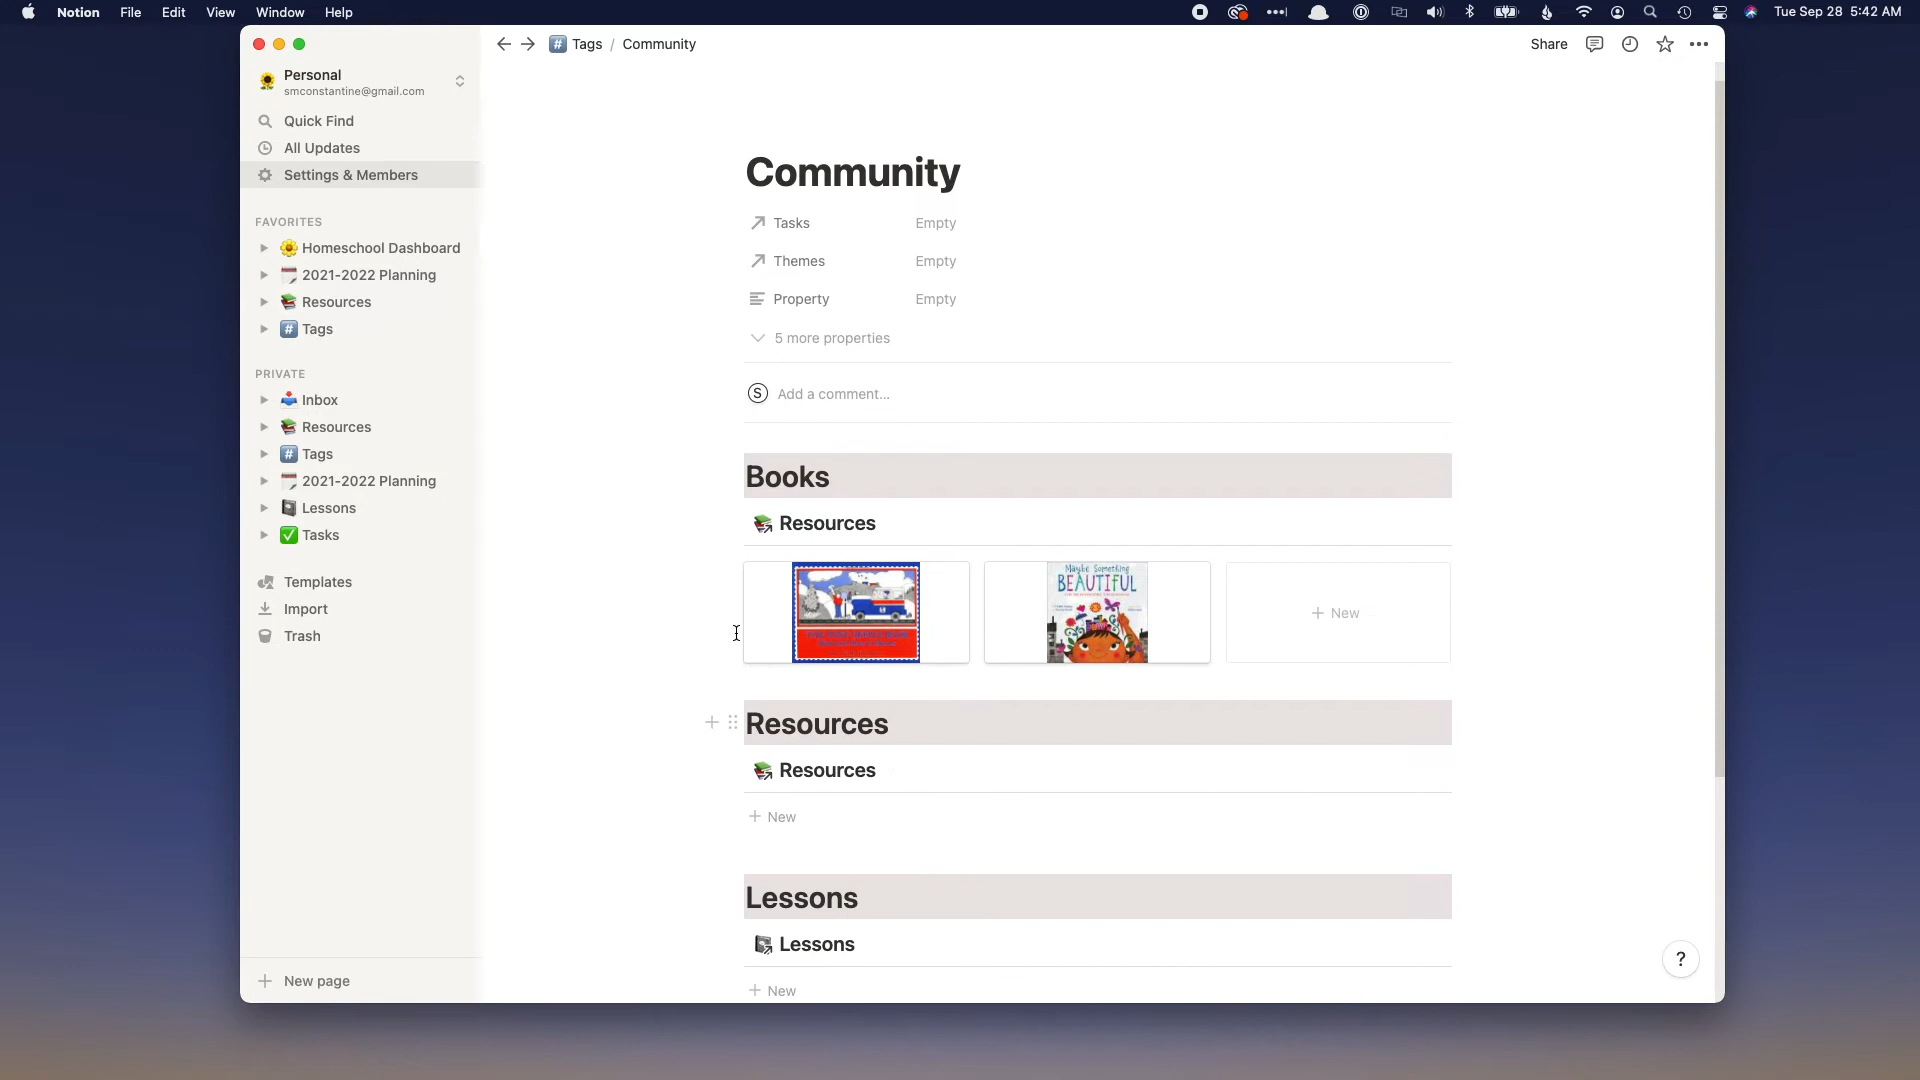 Notion File Edit View Window Help
Tue Sep 28 5:42 AM
Personal
smconstantine@gmail.com
Quick Find
All Updates
Settings & Members
FAVORITES
Homeschool Dashboard
2021-2022 Planning
Resources
# Tags
PRIVATE
Inbox
Resources
# Tags
2021-2022 Planning
Lessons
Tasks
Templates
Import
Trash
+ New page
# Tags / Community
Share
Community
Tasks Empty
Themes Empty
Property Empty
5 more properties
S Add a comment...
Books
Resources
Maybe Something
BEAUTIFUL
+ New
Resources
Resources
+ New
Lessons
Lessons
+ New
?